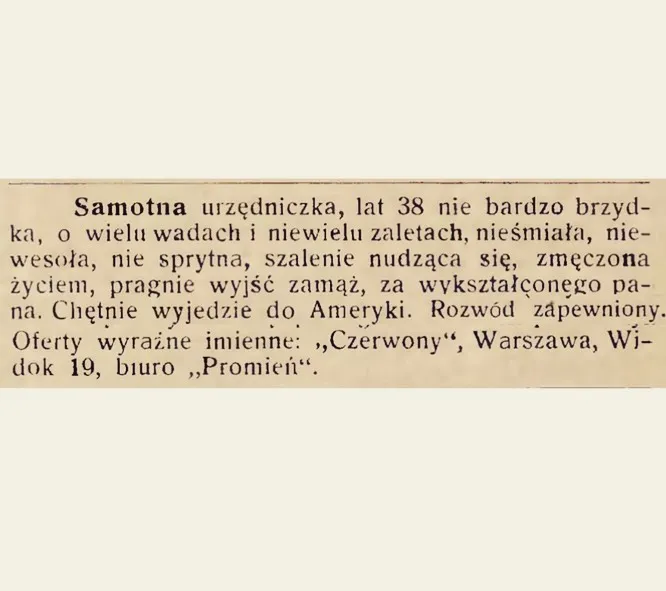 Samotna urzędniczka, lat 38 nie bardzo brzyd-
ka, o wielu wadach i niewielu zaletach, nieśmiała, nie-
wesoła, nie sprytna, szalenie nudząca się, zmęczona
życiem, pragnie wyjść zamąż, za wykształconego pa-
na. Chętnie wyjedzie do Ameryki. Rozwód zapewniony.
Oferty wyraźne imienne: „Czerwony“, Warszawa, Wi-
dok 19, biuro „Promień“.